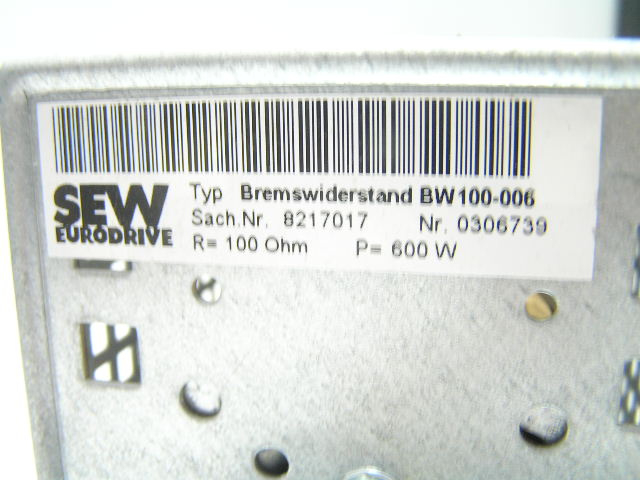 SEW
EURODRIVE
Typ Bremswiderstand BW100-006
Sach.Nr. 8217017 Nr. 0306739
R= 100 Ohm P= 600 W